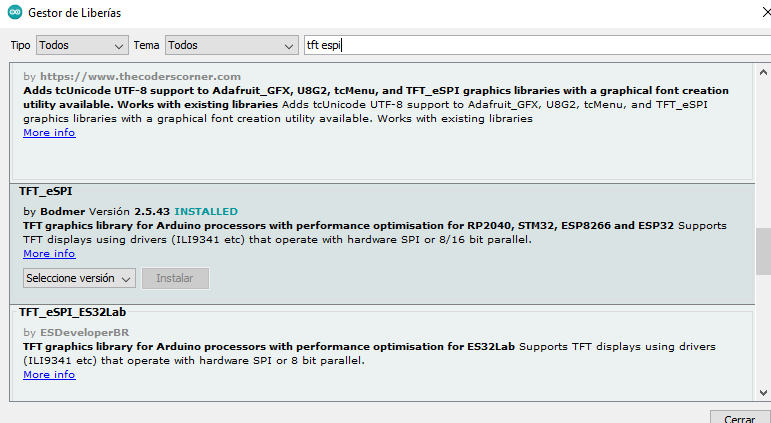 Gestor de Liberías
Tipo Todos Tema Todos tft espi
by https://www.thecoderscorner.com
Adds tcUnicode UTF-8 support to Adafruit_GFX, U8G2, tcMenu, and TFT_eSPI graphics libraries with a graphical font creation
utility available. Works with existing libraries Adds tcUnicode UTF-8 support to Adafruit_GFX, U8G2, tcMenu, and TFT_eSPI
graphics libraries with a graphical font creation utility available. Works with existing libraries
More info
TFT_eSPI
by Bodmer Versión 2.5.43 INSTALLED
TFT graphics library for Arduino processors with performance optimisation for RP2040, STM32, ESP8266 and ESP32 Supports
TFT displays using drivers (ILI9341 etc) that operate with hardware SPI or 8/16 bit parallel.
More info
Seleccione versión Instalar
TFT_eSPI_ES32Lab
by ESDeveloperBR
TFT graphics library for Arduino processors with performance optimisation for ES32Lab Supports TFT displays using drivers
(ILI9341 etc) that operate with hardware SPI or 8 bit parallel.
More info
Cerrar